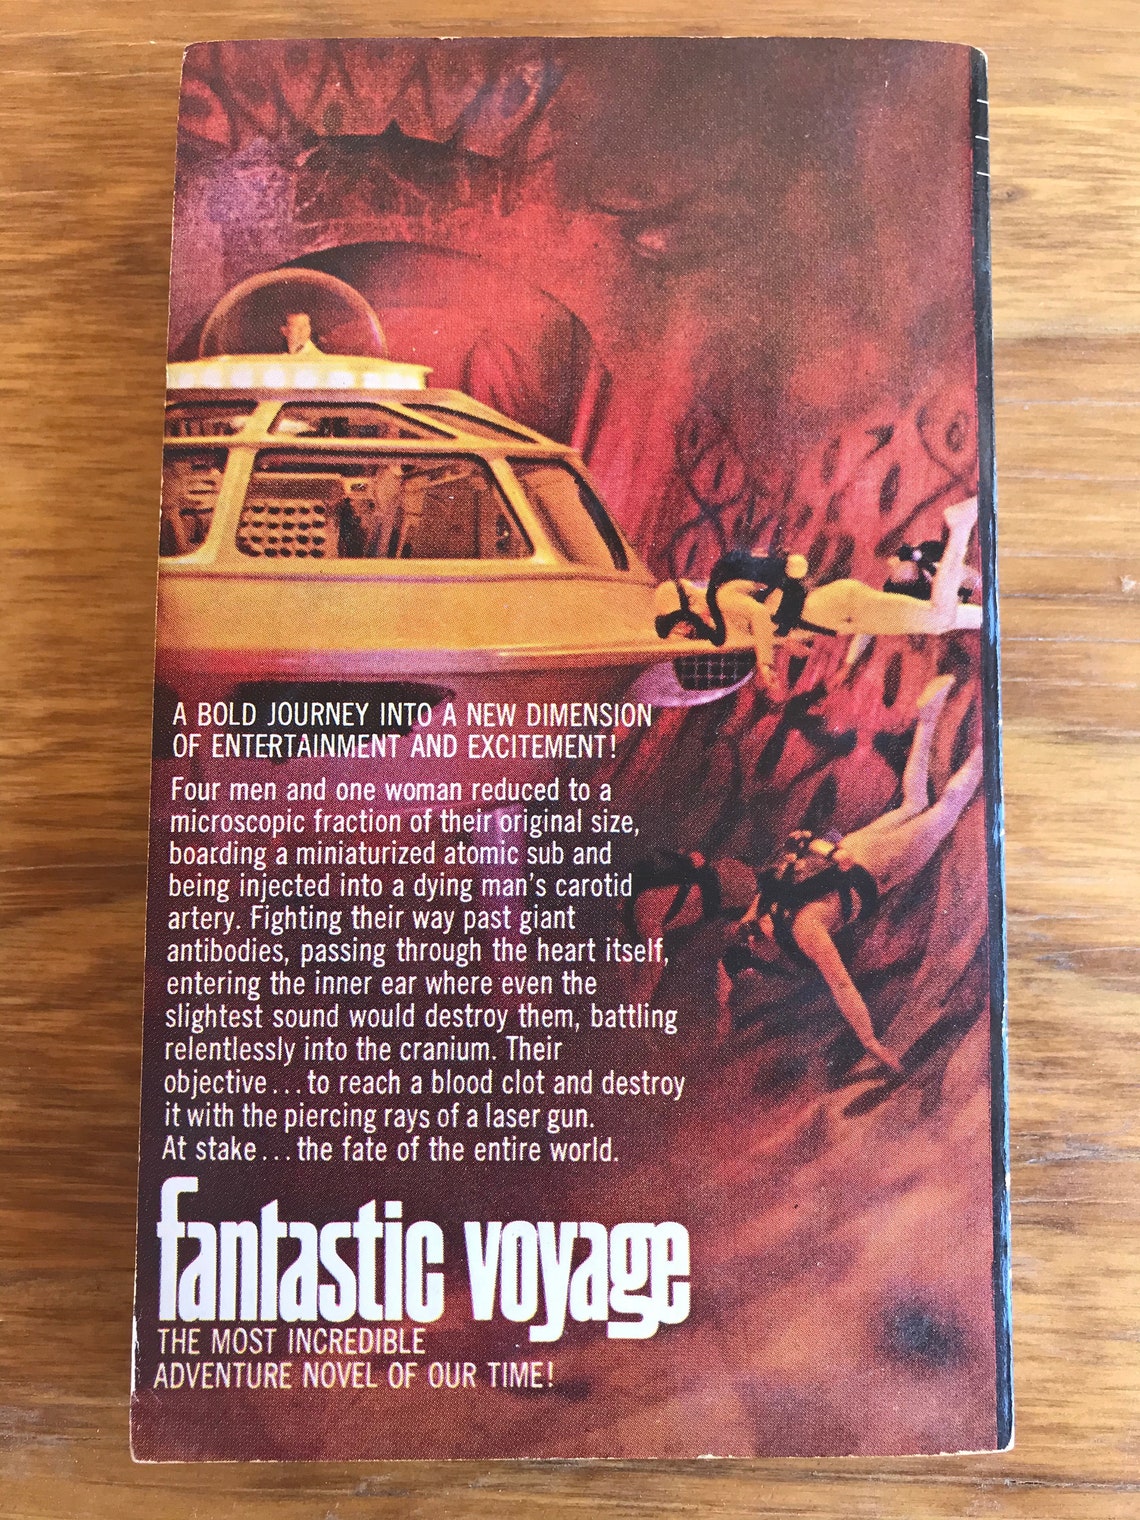 A BOLD JOURNEY INTO A NEW DIMENSION
OF ENTERTAINMENT AND EXCITEMENT!
Four men and one woman reduced to a
microscopic fraction of their original size,
boarding a miniaturized atomic sub and
being injected into a dying man's carotid
artery. Fighting their way past giant
antibodies, passing through the heart itself,
entering the inner ear where even the
slightest sound would destroy them, battling
relentlessly into the cranium. Their
objective...to reach a blood clot and destroy
it with the piercing rays of a laser gun.
At stake...the fate of the entire world.
fantastic voyage
THE MOST INCREDIBLE
ADVENTURE NOVEL OF OUR TIME!